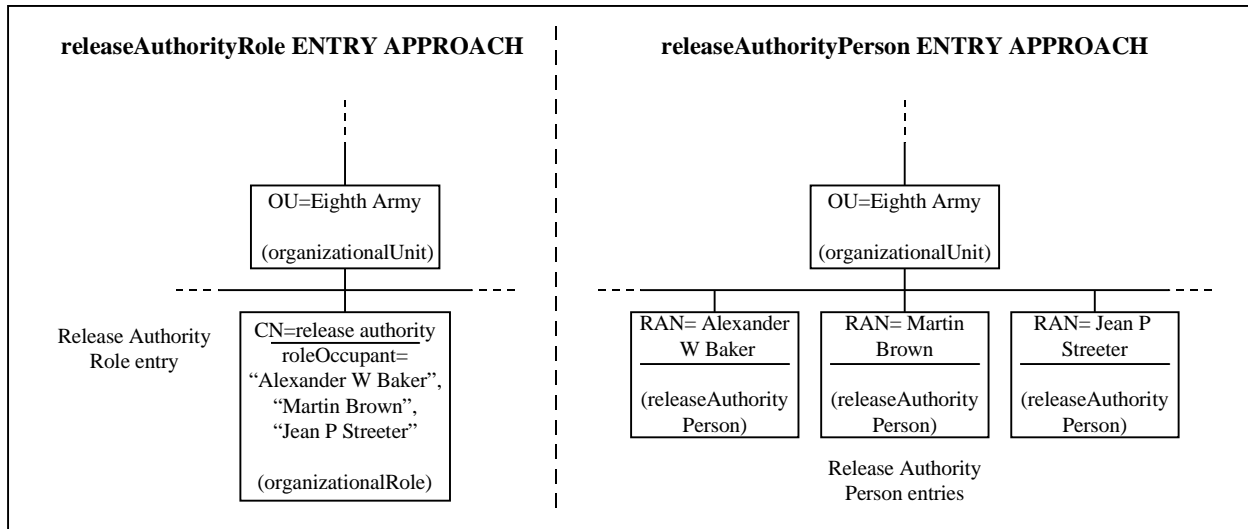 releaseAuthorityRole ENTRY APPROACH
OU=Eighth Army
(organizationalUnit)
Release Authority
Role entry
CN=release authority
roleOccupant=
“Alexander W Baker”,
“Martin Brown”,
“Jean P Streeter”
(organizationalRole)
releaseAuthorityPerson ENTRY APPROACH
OU=Eighth Army
(organizationalUnit)
RAN= Alexander
W Baker
(releaseAuthority
Person)
RAN= Martin
Brown
(releaseAuthority
Person)
RAN= Jean P
Streeter
(releaseAuthority
Person)
Release Authority
Person entries